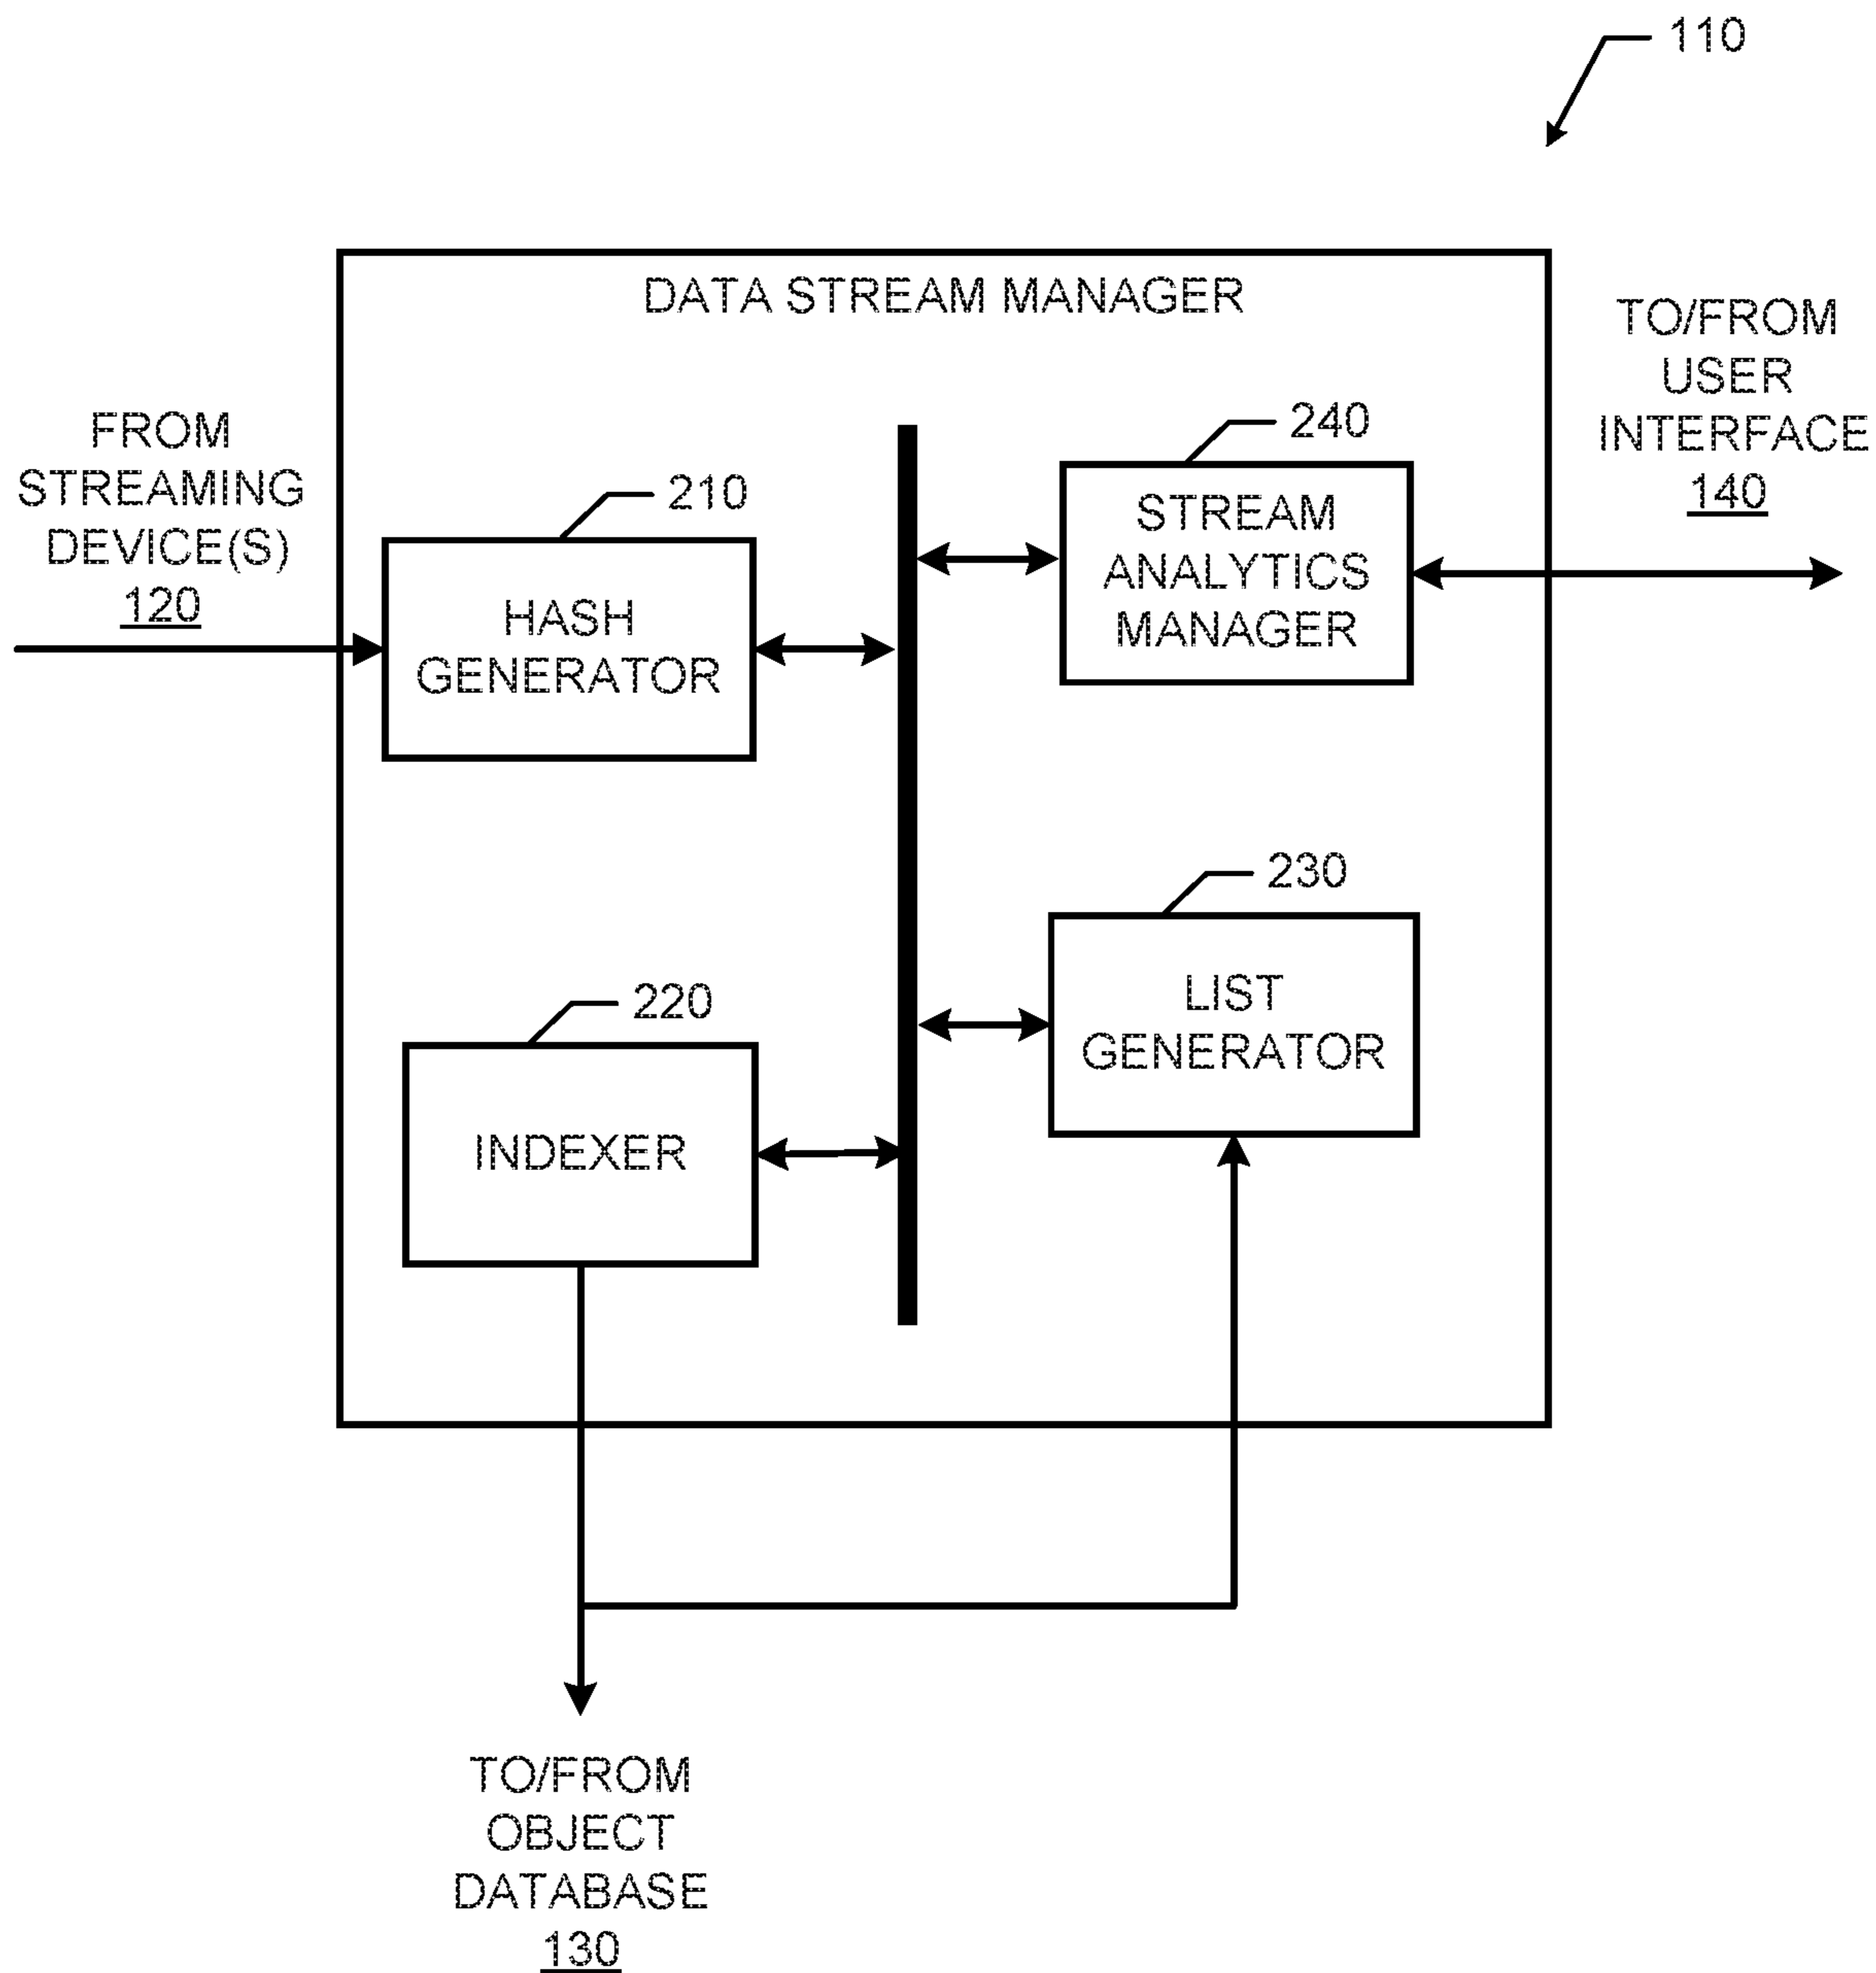 110
DATA STREAM MANAGER
TO/FROM
USER
INTERFACE
140
FROM
STREAMING
DEVICE(S)
120
210
HASH
GENERATOR
240
STREAM
ANALYTICS
MANAGER
220
INDEXER
230
LIST
GENERATOR
TO/FROM
OBJECT
DATABASE
130